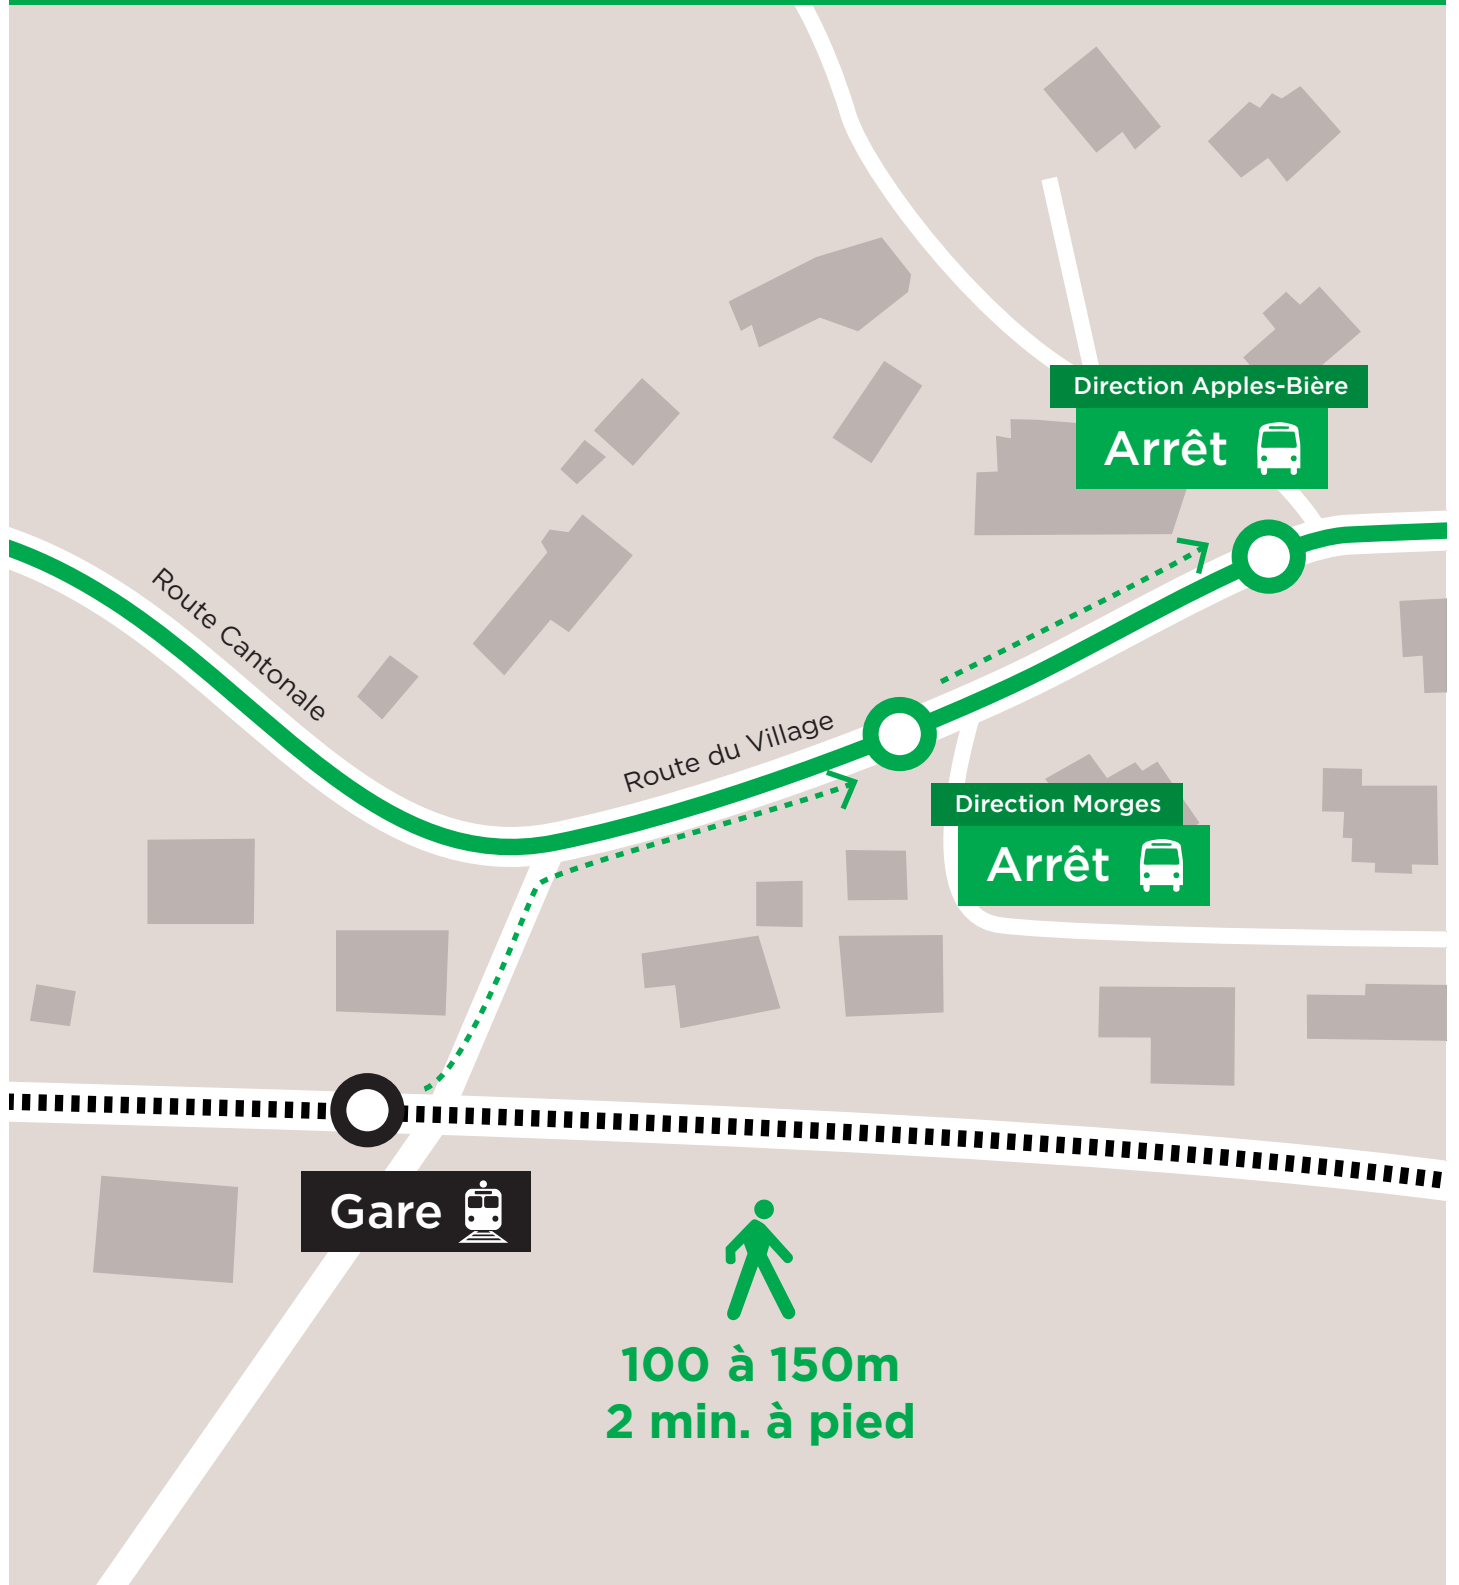 Direction Apples-Bière
Arrêt
Route Cantonale
Route du Village
Direction Morges
Arrêt
Gare
100 à 150m
2 min. à pied